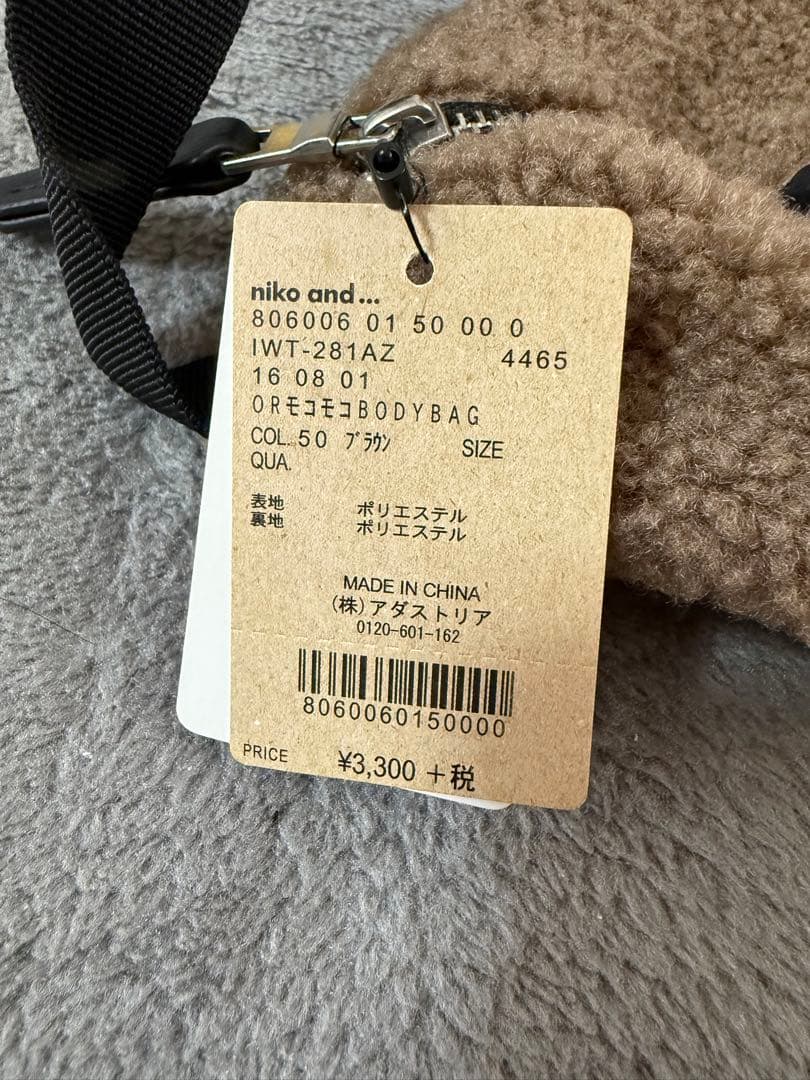 niko and...
806006 01 50 00 0
IWT-281AZ 4465
16 08 01
ORモコモコBODYBAG
COL. 50 ブラウン SIZE
QUA.
表地 ポリエステル
裏地 ポリエステル
MADE IN CHINA
(株)アダストリア
0120-601-162
8060060150000
PRICE ¥3,300 +税